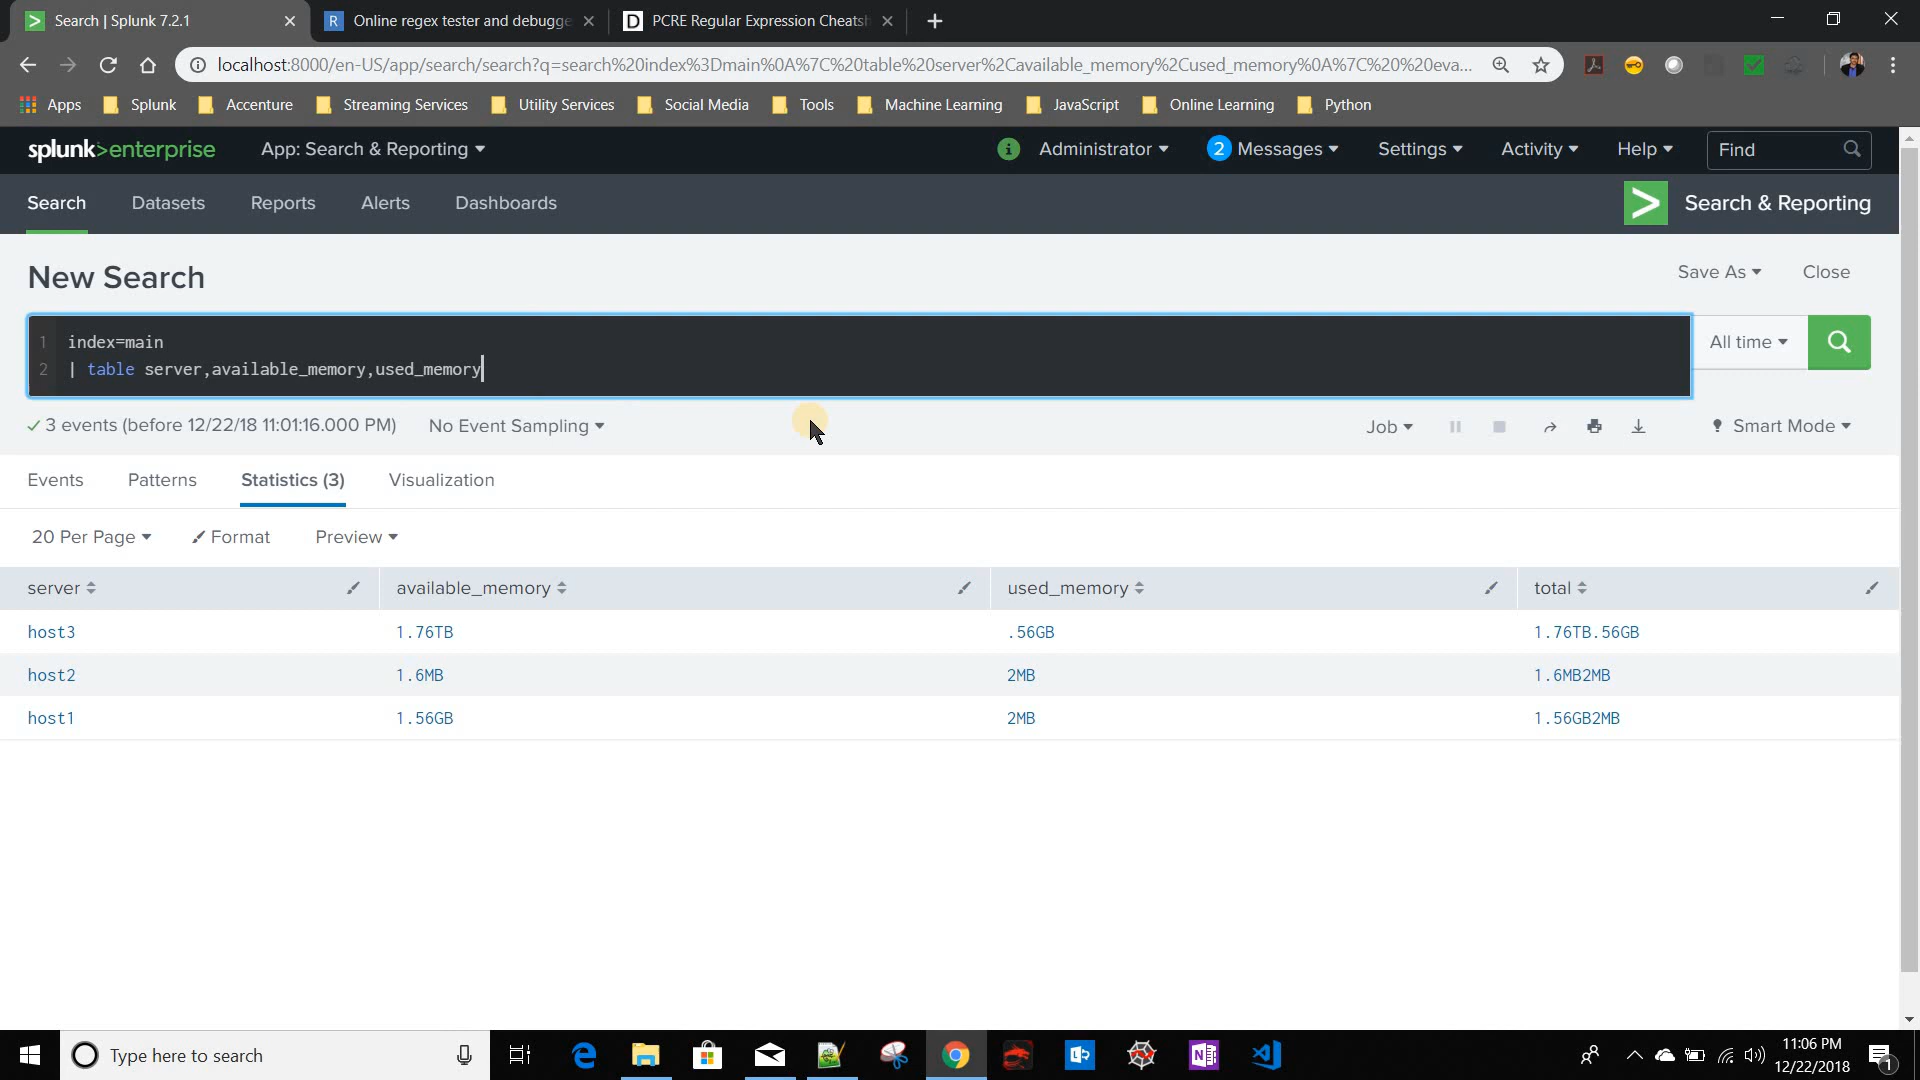 Search | Splunk 7.2.1
Online regex tester and debugge
PCRE Regular Expression Cheatsh
localhost:8000/en-US/app/search/search?q=search%20index%3Dmain%0A%7C%20table%20server%2Cavailable_memory%2Cused_memory%0A%7C%20%20eva...
Apps Splunk Accenture Streaming Services Utility Services Social Media Tools Machine Learning JavaScript Online Learning Python
splunk>enterprise App: Search & Reporting i Administrator 2 Messages Settings Activity Help Find
Search Datasets Reports Alerts Dashboards > Search & Reporting
New Search Save As Close
1 index=main All time
2 | table server,available_memory,used_memory
✓ 3 events (before 12/22/18 11:01:16.000 PM) No Event Sampling Job Smart Mode
Events Patterns Statistics (3) Visualization
20 Per Page Format Preview
server available_memory used_memory total
host3 1.76TB .56GB 1.76TB.56GB
host2 1.6MB 2MB 1.6MB2MB
host1 1.56GB 2MB 1.56GB2MB
Type here to search
11:06 PM
12/22/2018
1